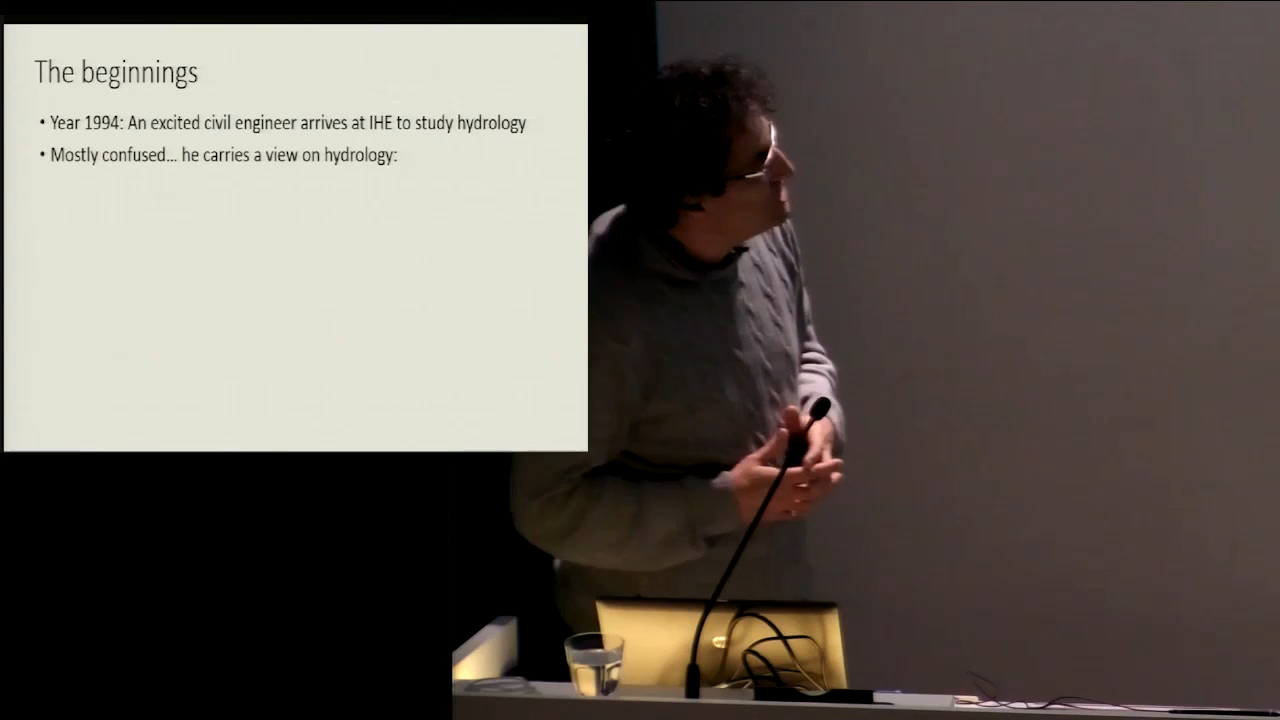 The beginnings
• Year 1994: An excited civil engineer arrives at IHE to study hydrology
• Mostly confused... he carries a view on hydrology: